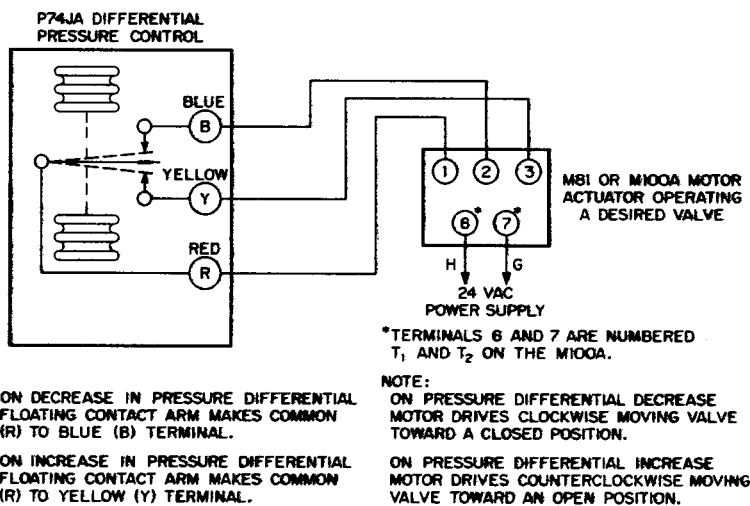 P74JA DIFFERENTIAL
PRESSURE CONTROL
BLUE
B
YELLOW
Y
RED
R
1 2 3
6* 7*
H G
24 VAC
POWER SUPPLY
M81 OR M100A MOTOR
ACTUATOR OPERATING
A DESIRED VALVE
*TERMINALS 6 AND 7 ARE NUMBERED
T1 AND T2 ON THE M100A.
ON DECREASE IN PRESSURE DIFFERENTIAL
FLOATING CONTACT ARM MAKES COMMON
(R) TO BLUE (B) TERMINAL.
ON INCREASE IN PRESSURE DIFFERENTIAL
FLOATING CONTACT ARM MAKES COMMON
(R) TO YELLOW (Y) TERMINAL.
NOTE:
ON PRESSURE DIFFERENTIAL DECREASE
MOTOR DRIVES CLOCKWISE MOVING VALVE
TOWARD A CLOSED POSITION.
ON PRESSURE DIFFERENTIAL INCREASE
MOTOR DRIVES COUNTERCLOCKWISE MOVING
VALVE TOWARD AN OPEN POSITION.